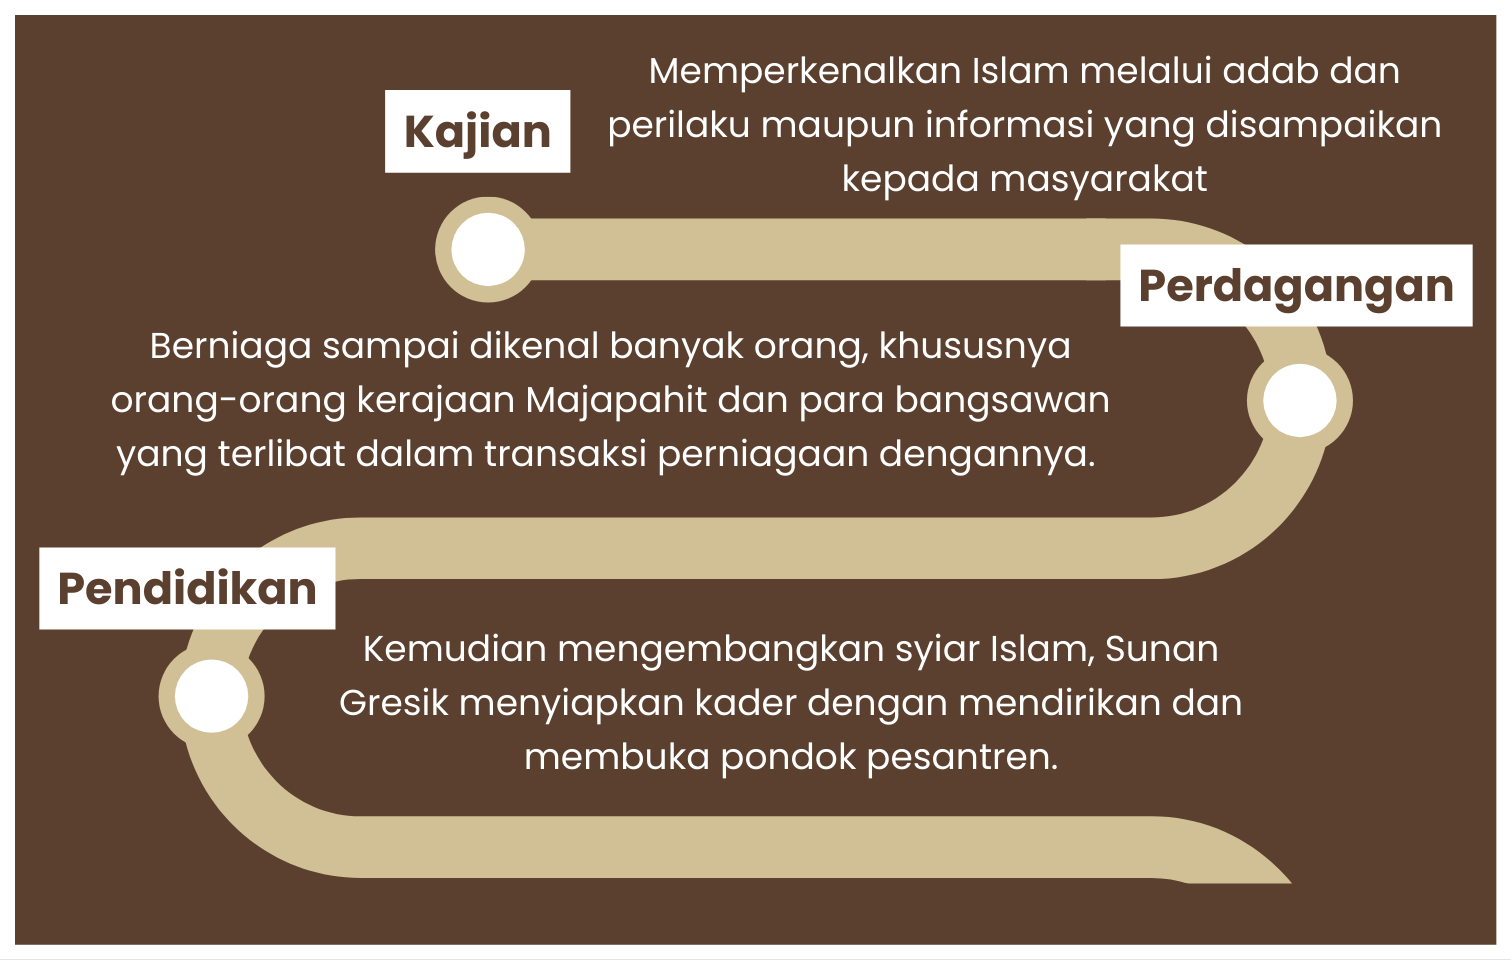 Kajian
Memperkenalkan Islam melalui adab dan
perilaku maupun informasi yang disampaikan
kepada masyarakat
Perdagangan
Berniaga sampai dikenal banyak orang, khususnya
orang-orang kerajaan Majapahit dan para bangsawan
yang terlibat dalam transaksi perniagaan dengannya.
Pendidikan
Kemudian mengembangkan syiar Islam, Sunan
Gresik menyiapkan kader dengan mendirikan dan
membuka pondok pesantren.